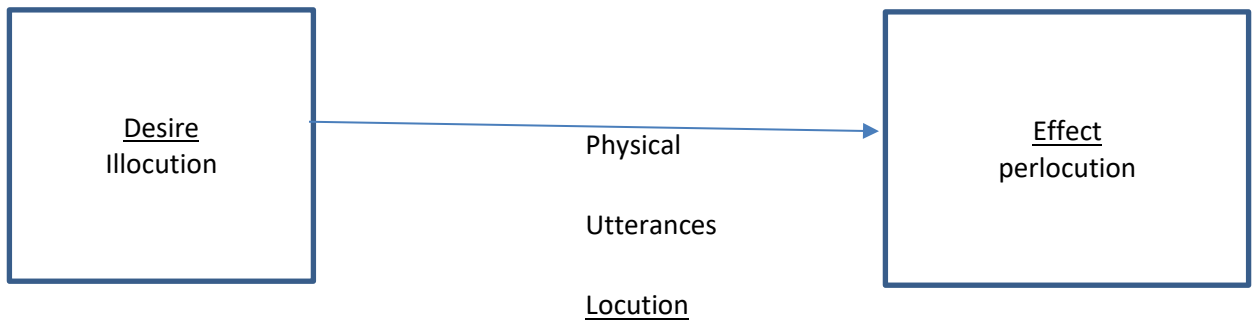 Desire
Illocution
Physical
Utterances
Locution
Effect
perlocution